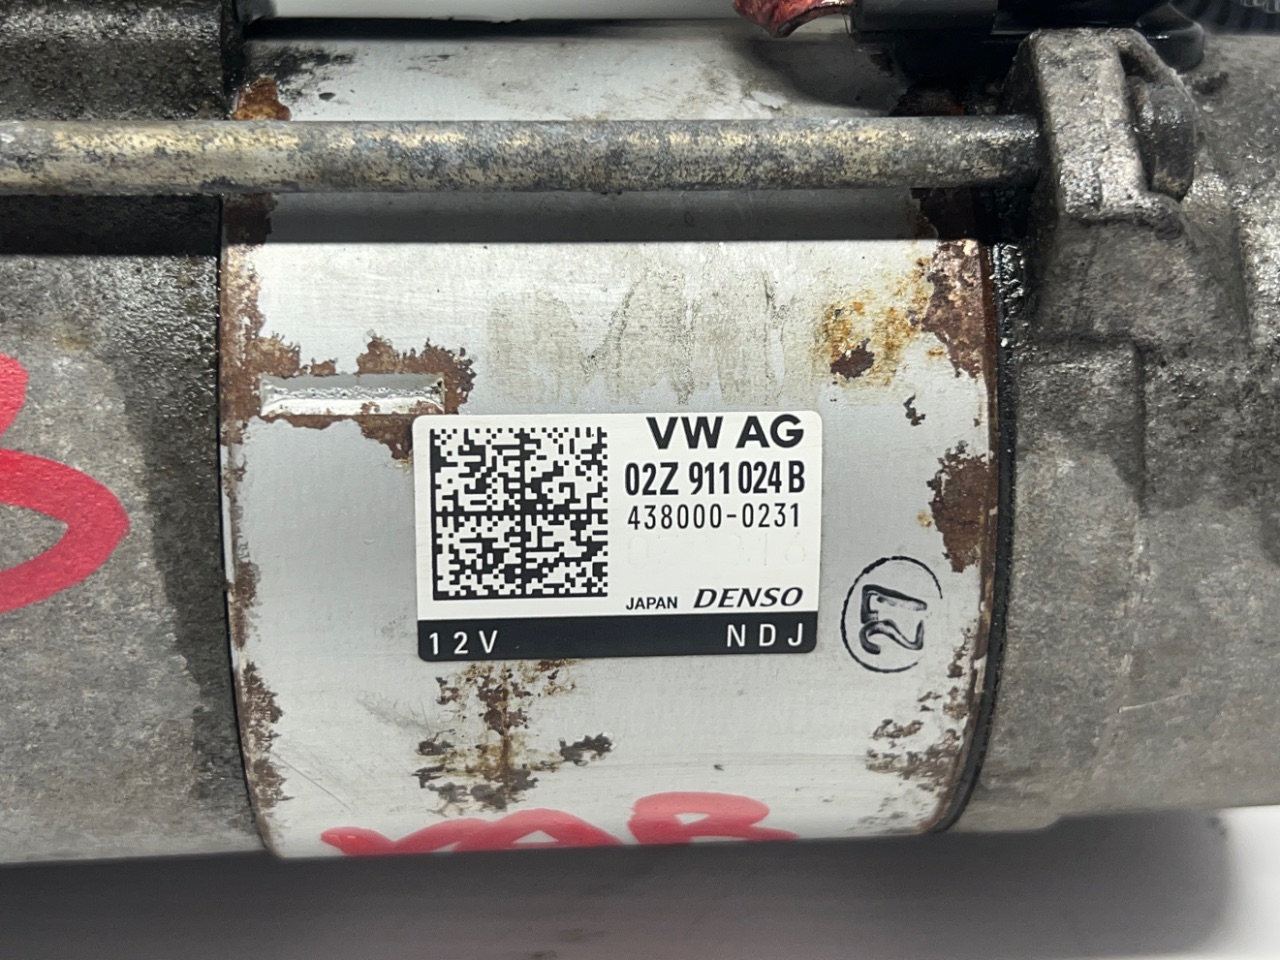 VW AG
02Z 911 024 B
438000-0231
JAPAN DENSO
12V NDJ
27